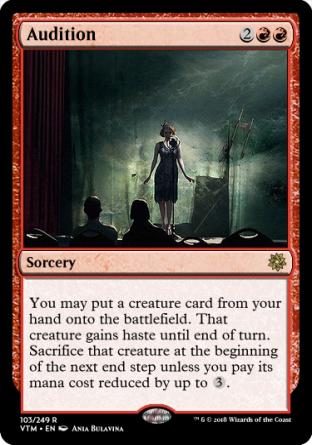 Audition 2
Sorcery
You may put a creature card from your
hand onto the battlefield. That
creature gains haste until end of turn.
Sacrifice that creature at the beginning
of the next end step unless you pay its
mana cost reduced by up to 3.
103/249 R
VTM • EN Ania Bulavina
™ & © 2018 Wizards of the Coast